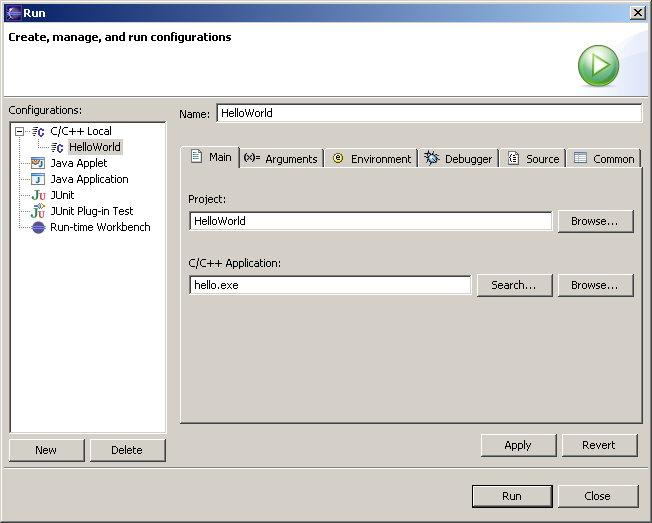 Run
Create, manage, and run configurations
Configurations:
C/C++ Local
HelloWorld
Java Applet
Java Application
JUnit
JUnit Plug-in Test
Run-time Workbench
New Delete
Name: HelloWorld
Main (x)= Arguments Environment Debugger Source Common
Project:
HelloWorld Browse...
C/C++ Application:
hello.exe Search... Browse...
Apply Revert
Run Close